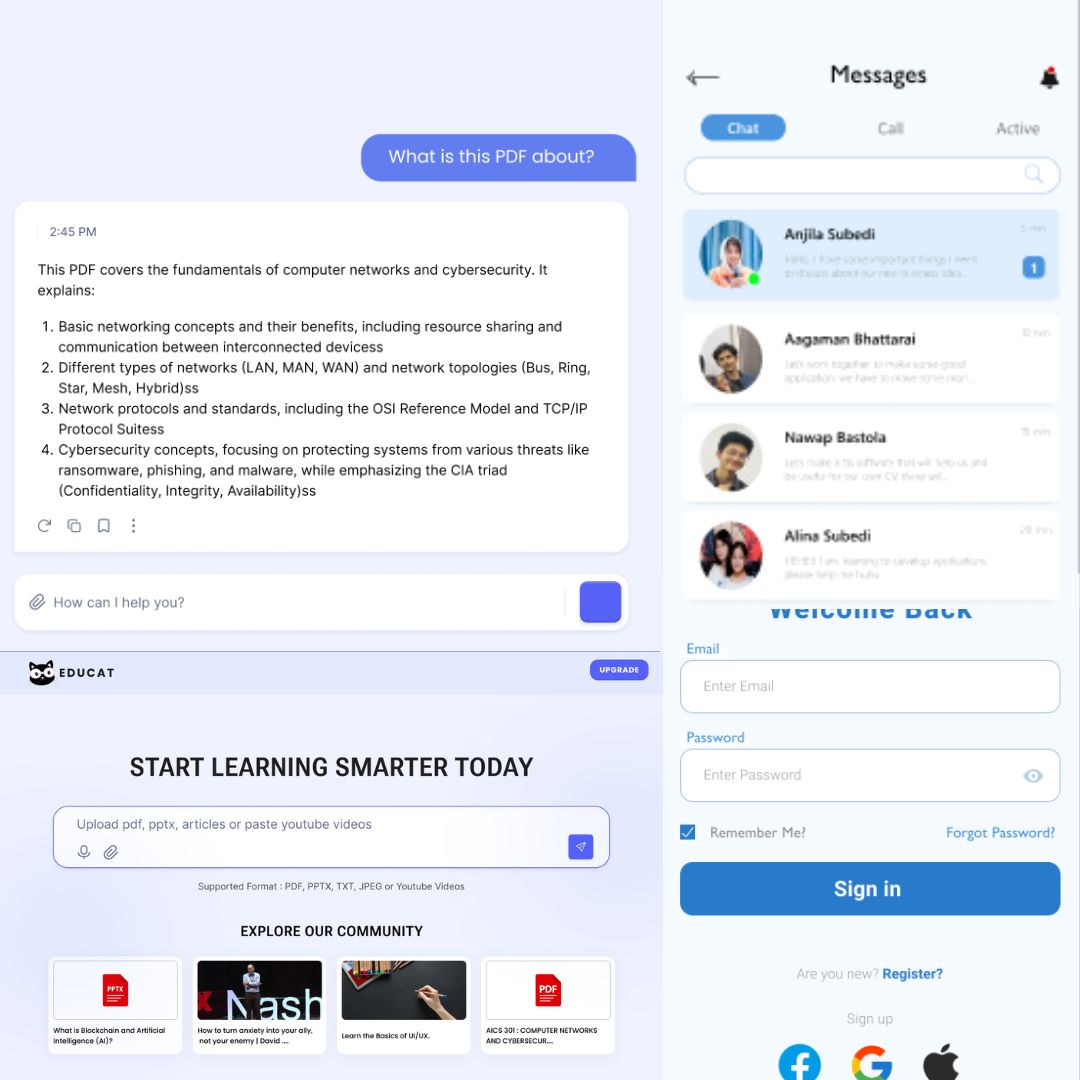 What is this PDF about?
2:45 PM
This PDF covers the fundamentals of computer networks and cybersecurity. It
explains:
1. Basic networking concepts and their benefits, including resource sharing and
communication between interconnected devicess
2. Different types of networks (LAN, MAN, WAN) and network topologies (Bus, Ring,
Star, Mesh, Hybrid)ss
3. Network protocols and standards, including the OSI Reference Model and TCP/IP
Protocol Suitess
4. Cybersecurity concepts, focusing on protecting systems from various threats like
ransomware, phishing, and malware, while emphasizing the CIA triad
(Confidentiality, Integrity, Availability)ss
How can I help you?
EDUCAT
UPGRADE
START LEARNING SMARTER TODAY
Upload pdf, pptx, articles or paste youtube videos
Supported Format : PDF, PPTX, TXT, JPEG or Youtube Videos
EXPLORE OUR COMMUNITY
PPTX
What is Blockchain and Artificial
Intelligence (AI)?
Nash
How to turn anxiety into your ally,
not your enemy | David ....
Learn the Basics of UI/UX.
PDF
AICS 301 : COMPUTER NETWORKS
AND CYBERSECUR,...
Messages
Chat Call Active
Anjila Subedi
5 min
Hello, I have some important things I need
to discuss about our new business idea...
1
Aagaman Bhattarai
10 min
Let's work together to make some good
application. we have to make some mon...
Nawap Bastola
15 min
Let's make a software that will help us and
be useful for our own CV, there will...
Alina Subedi
28 min
I am learning to develop applications
please help me huhu
Welcome Back
Email
Enter Email
Password
Enter Password
Remember Me?
Forgot Password?
Sign in
Are you new? Register?
Sign up